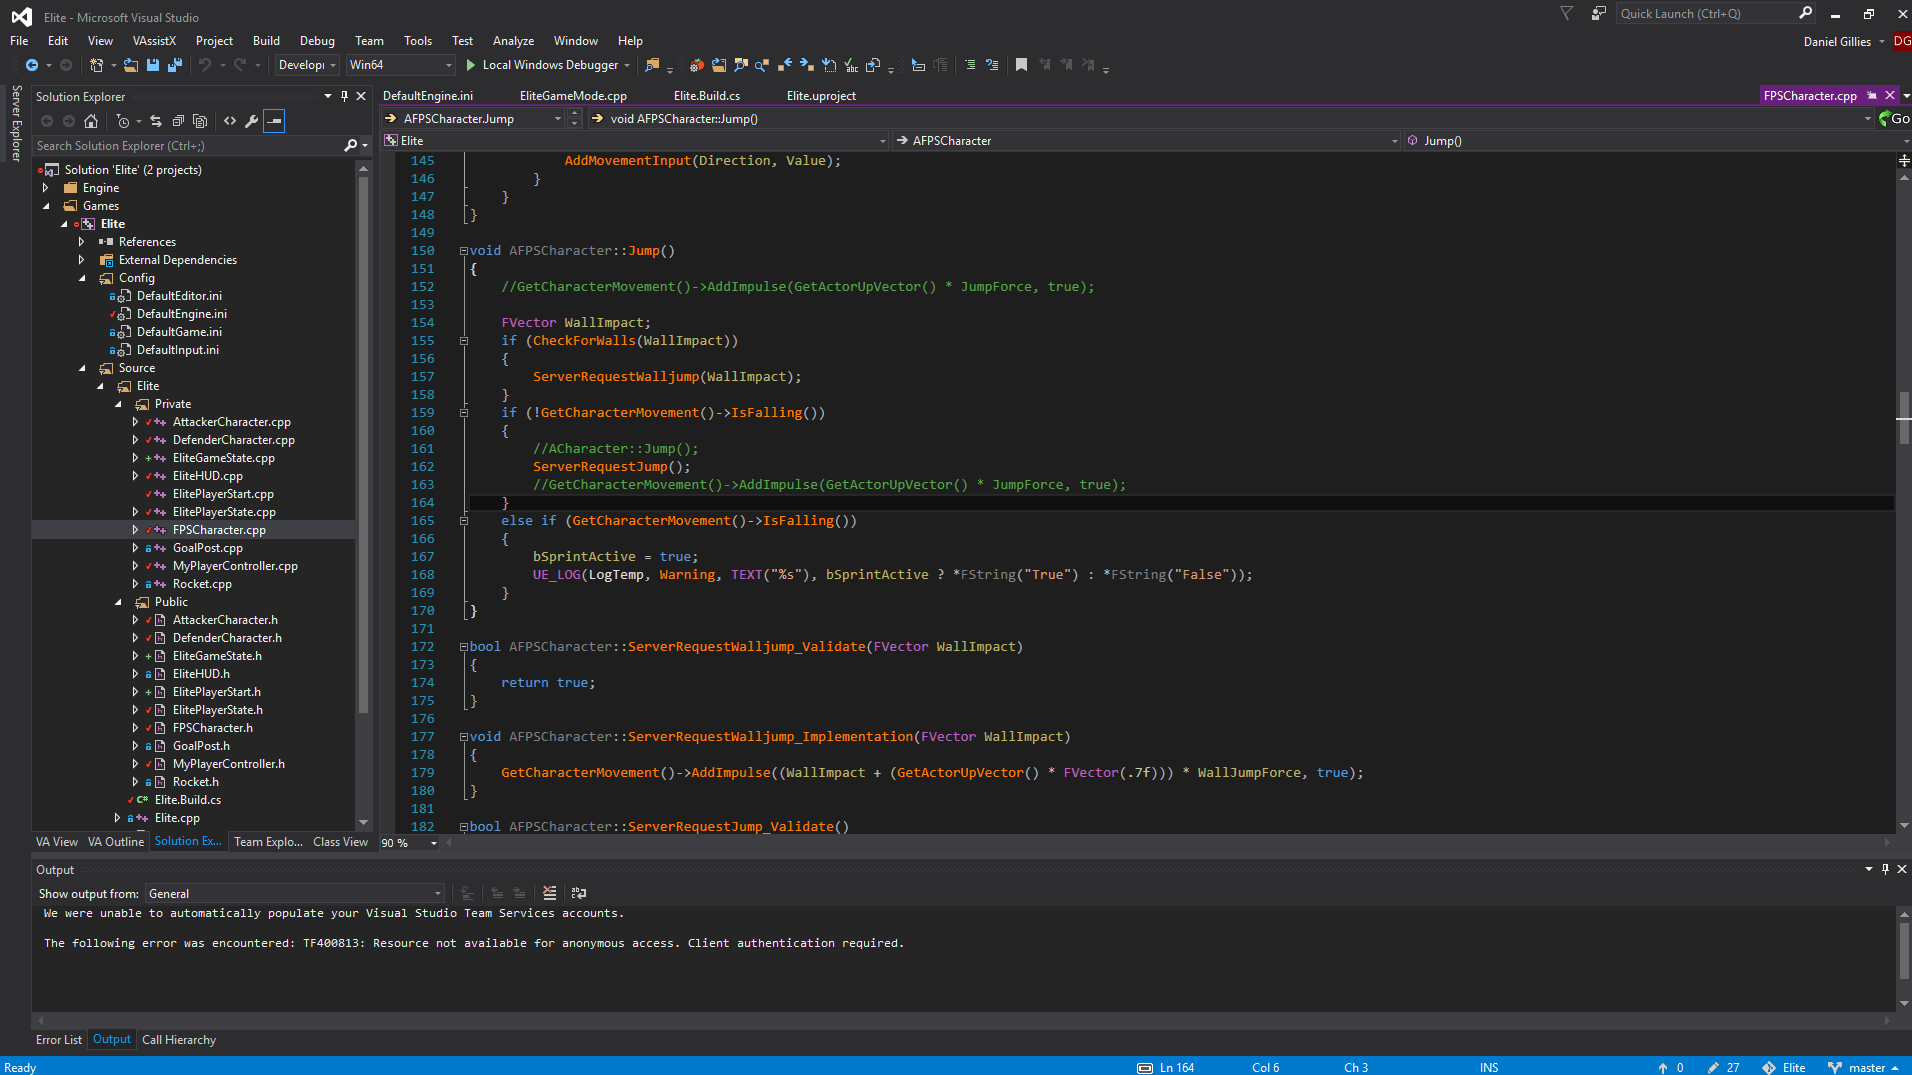 Elite - Microsoft Visual Studio
Quick Launch (Ctrl+Q)
File Edit View VAssistX Project Build Debug Team Tools Test Analyze Window Help
Daniel Gillies DG
Developi Win64 Local Windows Debugger
Server Explorer
Solution Explorer
Search Solution Explorer (Ctrl+;)
Solution 'Elite' (2 projects)
Engine
Games
Elite
References
External Dependencies
Config
DefaultEditor.ini
DefaultEngine.ini
DefaultGame.ini
DefaultInput.ini
Source
Elite
Private
AttackerCharacter.cpp
DefenderCharacter.cpp
EliteGameState.cpp
EliteHUD.cpp
ElitePlayerStart.cpp
ElitePlayerState.cpp
FPSCharacter.cpp
GoalPost.cpp
MyPlayerController.cpp
Rocket.cpp
Public
AttackerCharacter.h
DefenderCharacter.h
EliteGameState.h
EliteHUD.h
ElitePlayerStart.h
ElitePlayerState.h
FPSCharacter.h
GoalPost.h
MyPlayerController.h
Rocket.h
Elite.Build.cs
Elite.cpp
VA View VA Outline Solution Ex... Team Explo... Class View
DefaultEngine.ini EliteGameMode.cpp Elite.Build.cs Elite.uproject FPSCharacter.cpp
AFPSCharacter.Jump void AFPSCharacter::Jump() Go
Elite AFPSCharacter Jump()
145 AddMovementInput(Direction, Value);
146 }
147 }
148 }
149
150 void AFPSCharacter::Jump()
151 {
152 //GetCharacterMovement()->AddImpulse(GetActorUpVector() * JumpForce, true);
153
154 FVector WallImpact;
155 if (CheckForWalls(WallImpact))
156 {
157 ServerRequestWalljump(WallImpact);
158 }
159 if (!GetCharacterMovement()->IsFalling())
160 {
161 //ACharacter::Jump();
162 ServerRequestJump();
163 //GetCharacterMovement()->AddImpulse(GetActorUpVector() * JumpForce, true);
164 }
165 else if (GetCharacterMovement()->IsFalling())
166 {
167 bSprintActive = true;
168 UE_LOG(LogTemp, Warning, TEXT("%s"), bSprintActive ? *FString("True") : *FString("False"));
169 }
170 }
171
172 bool AFPSCharacter::ServerRequestWalljump_Validate(FVector WallImpact)
173 {
174 return true;
175 }
176
177 void AFPSCharacter::ServerRequestWalljump_Implementation(FVector WallImpact)
178 {
179 GetCharacterMovement()->AddImpulse((WallImpact + (GetActorUpVector() * FVector(.7f))) * WallJumpForce, true);
180 }
181
182 bool AFPSCharacter::ServerRequestJump_Validate()
90 %
Output
Show output from: General
We were unable to automatically populate your Visual Studio Team Services accounts.
The following error was encountered: TF400813: Resource not available for anonymous access. Client authentication required.
Error List Output Call Hierarchy
Ready Ln 164 Col 6 Ch 3 INS 0 27 Elite master